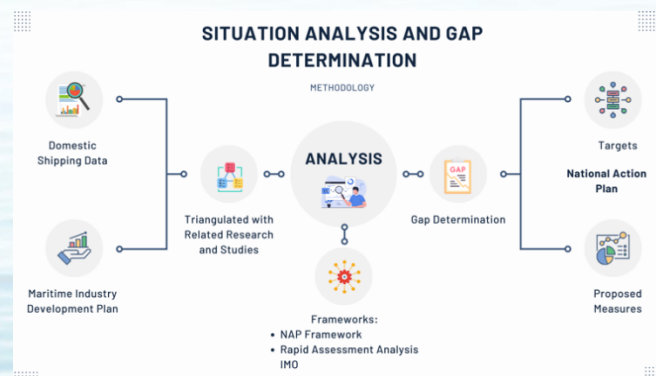 SITUATION ANALYSIS AND GAP
DETERMINATION
METHODOLOGY
Domestic
Shipping Data
Maritime Industry
Development Plan
Triangulated with
Related Research
and Studies
ANALYSIS
Frameworks:
• NAP Framework
• Rapid Assessment Analysis
IMO
GAP
Gap Determination
Targets
National Action
Plan
Proposed
Measures